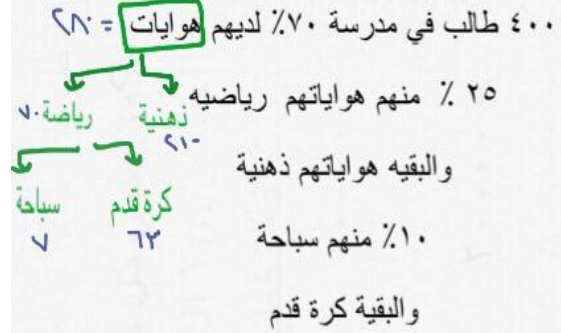 ٤٠٠ طالب في مدرسة ٧٠٪ لديهم هوايات = ٢٨٠
٢٥ ٪ منهم هواياتهم رياضيه
ذهنية ٢١٠
رياضة ٧٠
والبقيه هواياتهم ذهنية
كرة قدم ٦٣
سباحة ٧
١٠٪ منهم سباحة
والبقية كرة قدم